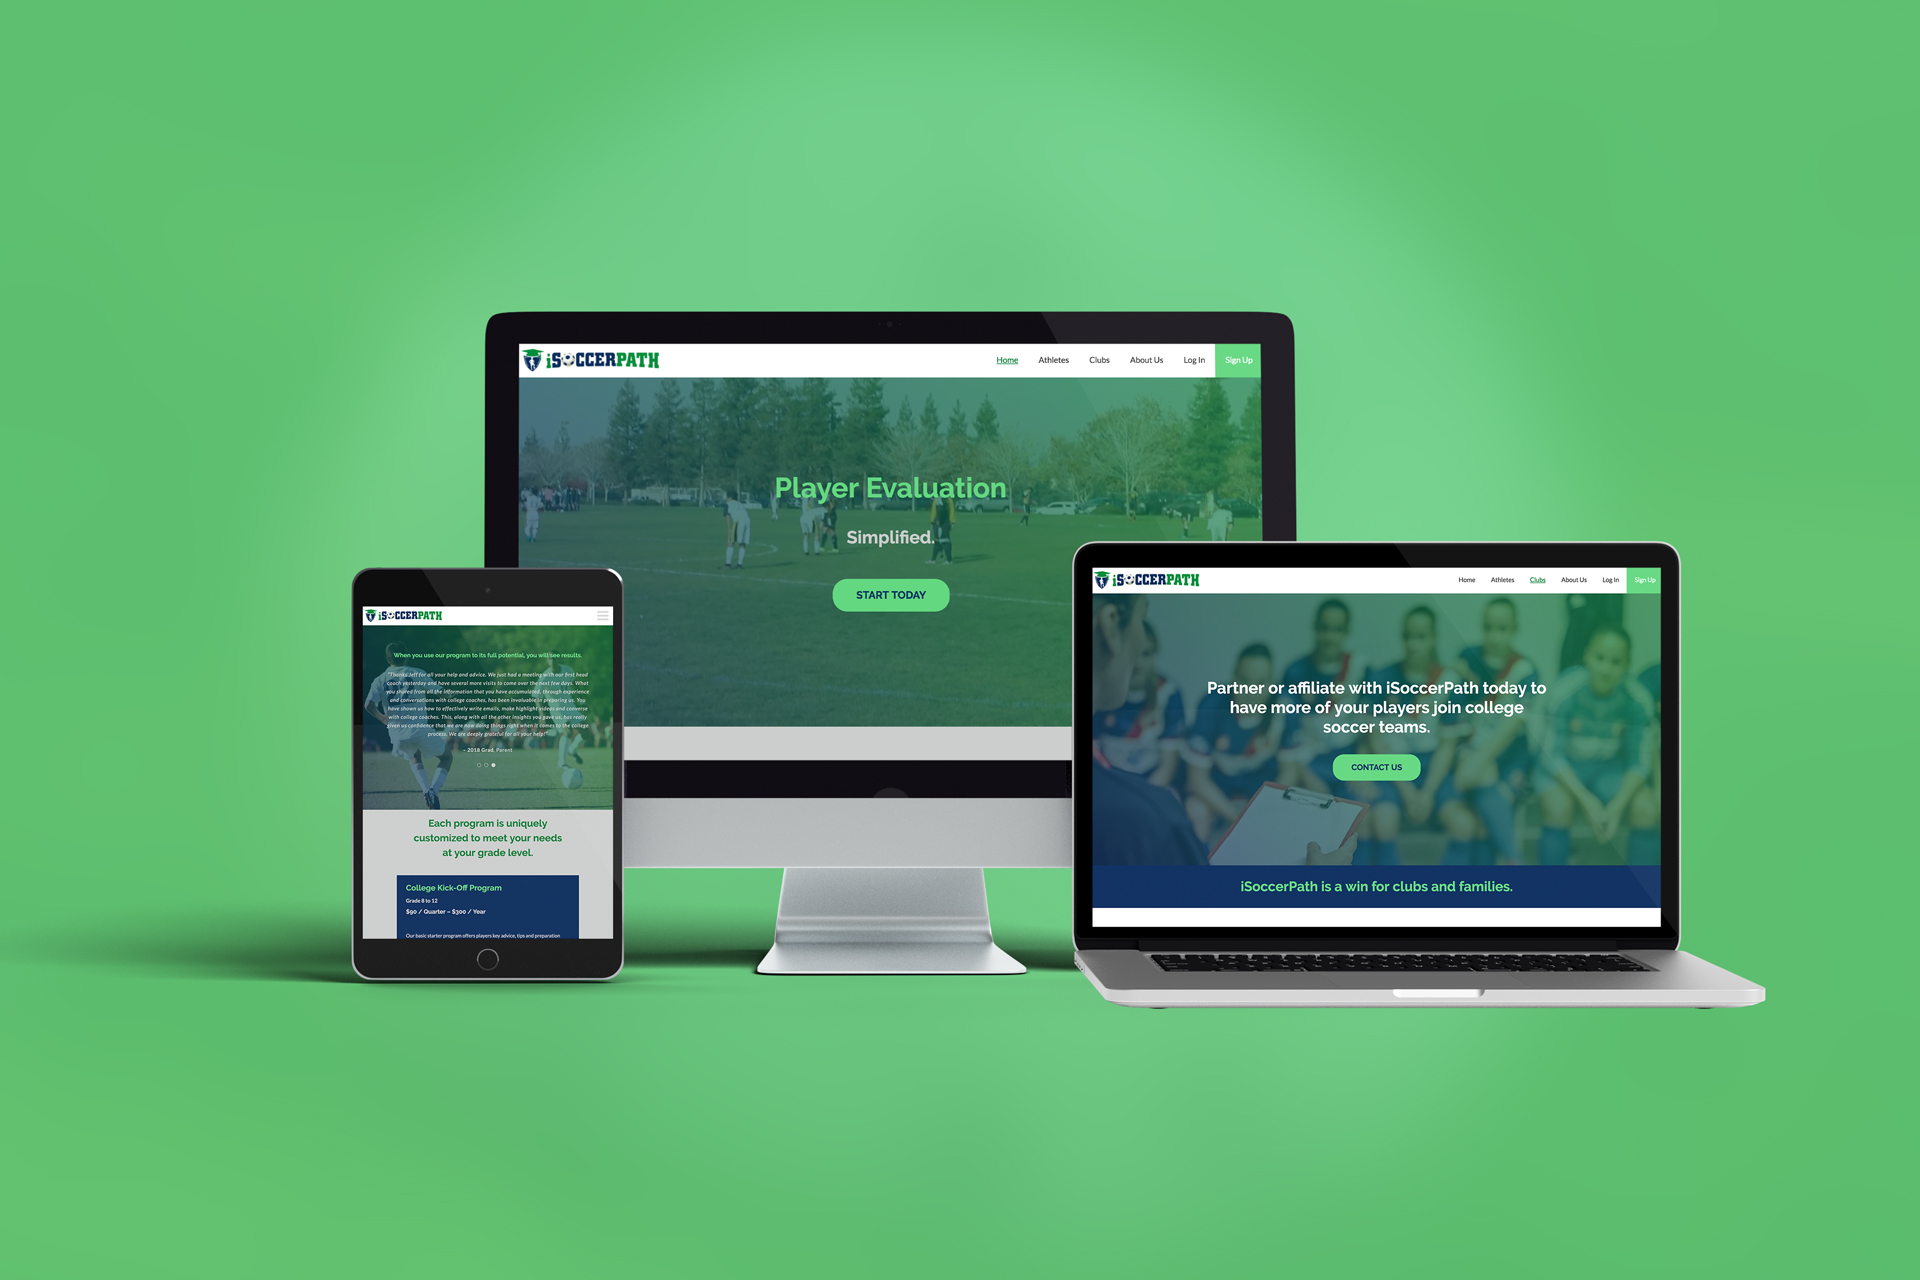 iSOCCERPATH
Home Athletes Clubs About Us Log In Sign Up
Player Evaluation
Simplified.
START TODAY
iSOCCERPATH
When you use our program to its full potential, you will see results.
"Thanks Jeff for all your help and advice. We just had a meeting with our first head
coach yesterday and have several more visits to come over the next few days. What
you shared from all the information that you have accumulated, through experience
and conversations with college coaches, has been invaluable in preparing us. You
have shown us how to effectively write emails, make highlight videos and converse
with college coaches. This, along with all the other insights you gave us, has really
given us confidence that we are now doing things right when it comes to the college
process. We are deeply grateful for all your help!"
- 2018 Grad. Parent
Each program is uniquely
customized to meet your needs
at your grade level.
College Kick-Off Program
Grade 8 to 12
$90 / Quarter – $300 / Year
Our basic starter program offers players key advice, tips and preparation
iSOCCERPATH
Home Athletes Clubs About Us Log In Sign Up
Partner or affiliate with iSoccerPath today to
have more of your players join college
soccer teams.
CONTACT US
iSoccerPath is a win for clubs and families.